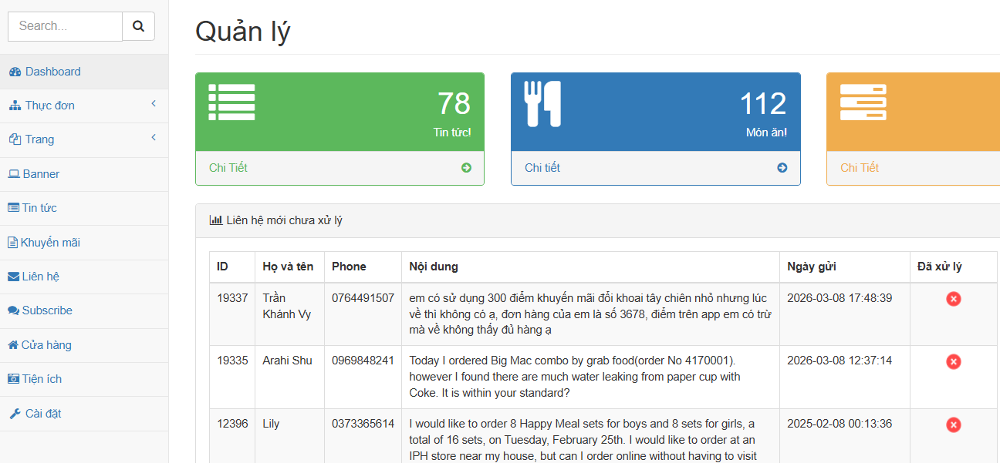 Search...
Dashboard
Thực đơn
Trang
Banner
Tin tức
Khuyến mãi
Liên hệ
Subscribe
Cửa hàng
Tiện ích
Cài đặt
Quản lý
78
Tin tức!
Chi Tiết
112
Món ăn!
Chi tiết
Chi Tiết
Liên hệ mới chưa xử lý
ID Họ và tên Phone Nội dung Ngày gửi Đã xử lý
19337 Trần 0764491507 em có sử dụng 300 điểm khuyến mãi đổi khoai tây chiên nhỏ nhưng lúc 2026-03-08 17:48:39
Khánh Vy về thì không có ạ, đơn hàng của em là số 3678, điểm trên app em có trừ
mà về không thấy đủ hàng ạ
19335 Arahi Shu 0969848241 Today I ordered Big Mac combo by grab food(order No 4170001). 2026-03-08 12:37:14
however I found there are much water leaking from paper cup with
Coke. It is within your standard?
12396 Lily 0373365614 I would like to order 8 Happy Meal sets for boys and 8 sets for girls, a 2025-02-08 00:13:36
total of 16 sets, on Tuesday, February 25th. I would like to order at an
IPH store near my house, but can I order online without having to visit